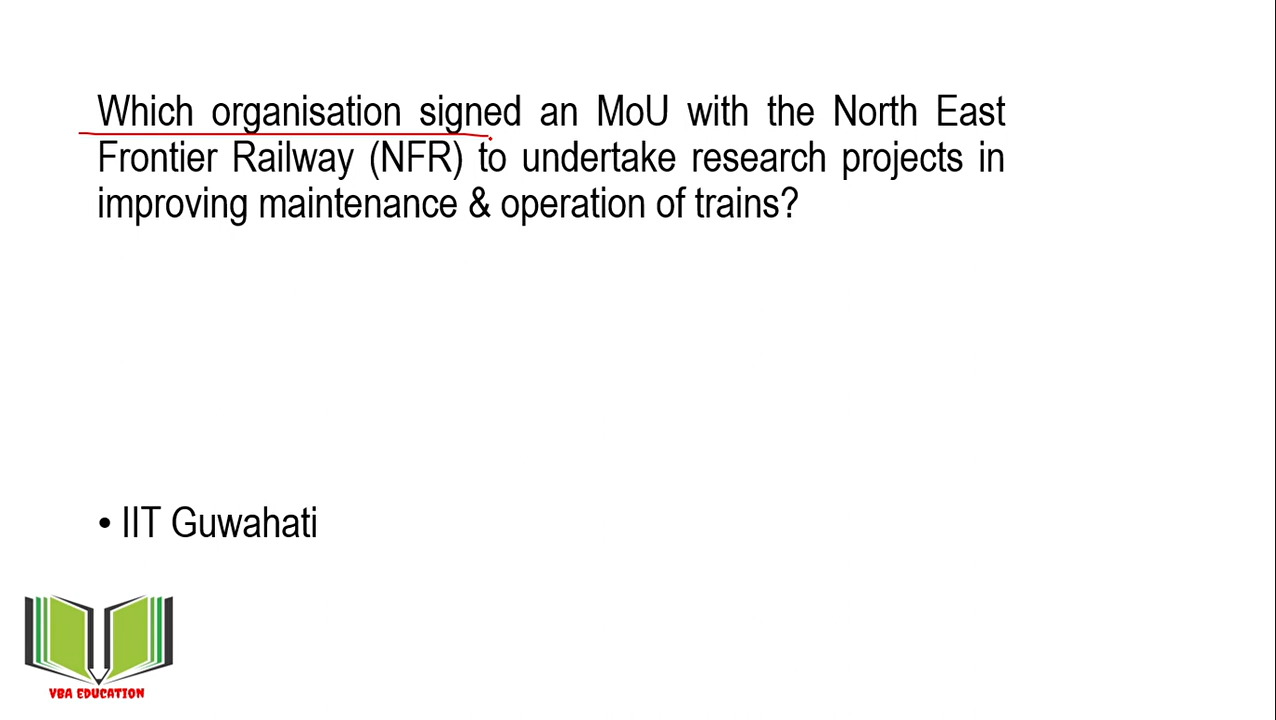 Which organisation signed an MoU with the North East
Frontier Railway (NFR) to undertake research projects in
improving maintenance & operation of trains?
• IIT Guwahati
VBA EDUCATION